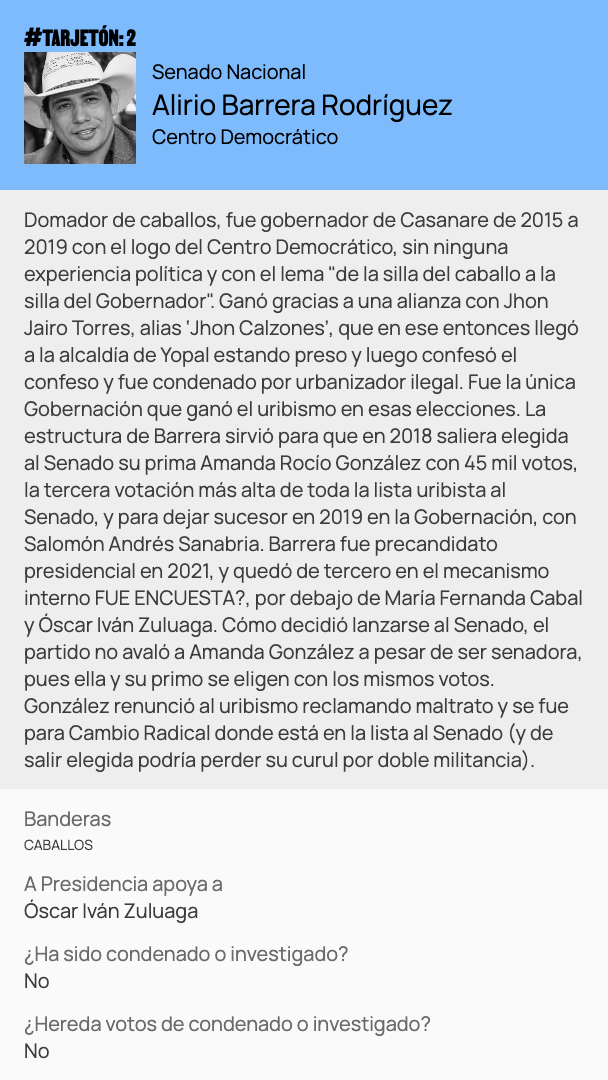 #TARJETÓN: 2
Senado Nacional
Alirio Barrera Rodríguez
Centro Democrático
Domador de caballos, fue gobernador de Casanare de 2015 a
2019 con el logo del Centro Democrático, sin ninguna
experiencia política y con el lema "de la silla del caballo a la
silla del Gobernador". Ganó gracias a una alianza con Jhon
Jairo Torres, alias ‘Jhon Calzones’, que en ese entonces llegó
a la alcaldía de Yopal estando preso y luego confesó el
confeso y fue condenado por urbanizador ilegal. Fue la única
Gobernación que ganó el uribismo en esas elecciones. La
estructura de Barrera sirvió para que en 2018 saliera elegida
al Senado su prima Amanda Rocío González con 45 mil votos,
la tercera votación más alta de toda la lista uribista al
Senado, y para dejar sucesor en 2019 en la Gobernación, con
Salomón Andrés Sanabria. Barrera fue precandidato
presidencial en 2021, y quedó de tercero en el mecanismo
interno FUE ENCUESTA?, por debajo de María Fernanda Cabal
y Óscar Iván Zuluaga. Cómo decidió lanzarse al Senado, el
partido no avaló a Amanda González a pesar de ser senadora,
pues ella y su primo se eligen con los mismos votos.
González renunció al uribismo reclamando maltrato y se fue
para Cambio Radical donde está en la lista al Senado (y de
salir elegida podría perder su curul por doble militancia).
Banderas
CABALLOS
A Presidencia apoya a
Óscar Iván Zuluaga
¿Ha sido condenado o investigado?
No
¿Hereda votos de condenado o investigado?
No